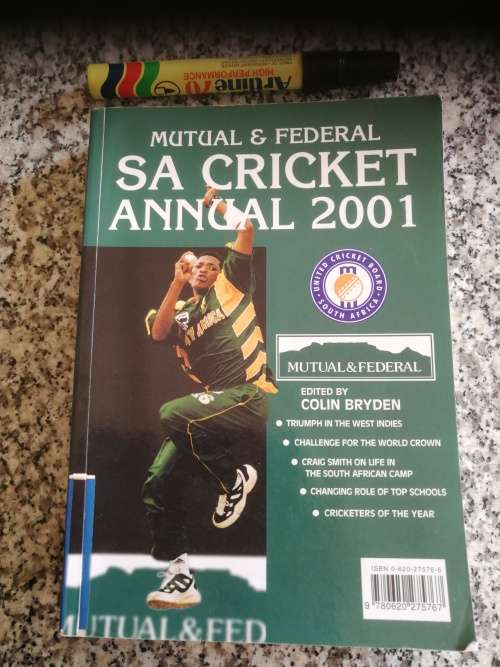 Artline 70
HIGH PERFORMANCE
MUTUAL & FEDERAL
SA CRICKET
ANNUAL 2001
UNITED CRICKET BOARD
SOUTH AFRICA
MUTUAL&FEDERAL
EDITED BY
COLIN BRYDEN
● TRIUMPH IN THE WEST INDIES
● CHALLENGE FOR THE WORLD CROWN
● CRAIG SMITH ON LIFE IN
THE SOUTH AFRICAN CAMP
● CHANGING ROLE OF TOP SCHOOLS
● CRICKETERS OF THE YEAR
ISBN 0-620-27576-6
9 780620 275767
MUTUAL&FED